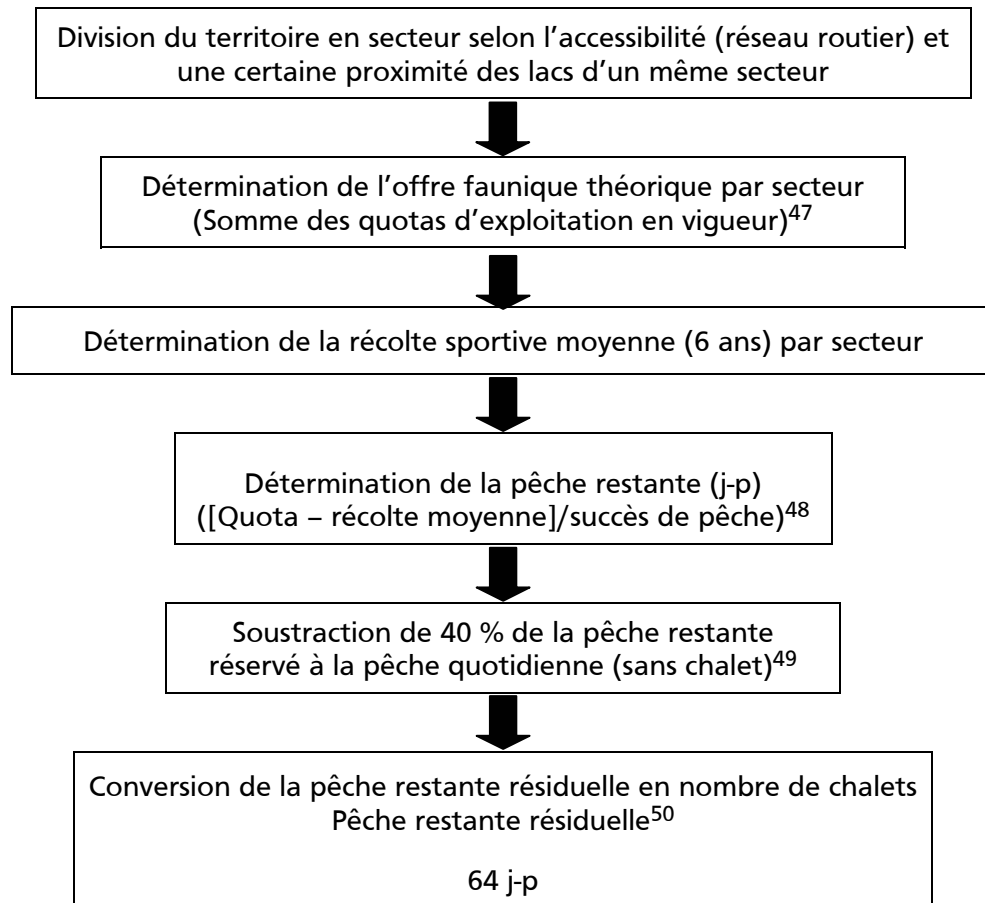 Division du territoire en secteur selon l’accessibilité (réseau routier) et
une certaine proximité des lacs d’un même secteur
Détermination de l’offre faunique théorique par secteur
(Somme des quotas d’exploitation en vigueur)47
Détermination de la récolte sportive moyenne (6 ans) par secteur
Détermination de la pêche restante (j-p)
([Quota – récolte moyenne]/succès de pêche)48
Soustraction de 40 % de la pêche restante
réservé à la pêche quotidienne (sans chalet)49
Conversion de la pêche restante résiduelle en nombre de chalets
Pêche restante résiduelle50
64 j-p